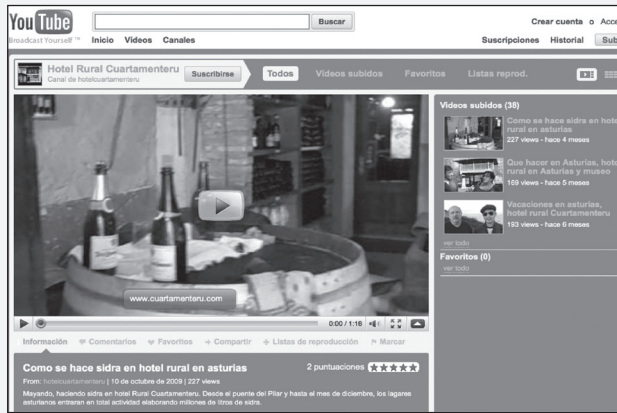 You Tube
Buscar
Crear cuenta o Acce
Broadcast Yourself ™
Inicio Vídeos Canales
Suscripciones Historial Sub
Hotel Rural Cuartamenteru
Canal de hotelcuartamenteru
Suscribirse
Todos Vídeos subidos Favoritos Listas reprod.
www.cuartamenteru.com
0:00 / 1:16
Información Comentarios Favoritos Compartir Listas de reproducción Marcar
Como se hace sidra en hotel rural en asturias
2 puntuaciones
From: hotelcuartamenteru | 10 de octubre de 2009 | 227 views
Mayando, haciendo sidra en hotel Rural Cuartamenteru. Desde el puente del Pilar y hasta el mes de diciembre, los lagares
asturianos entraran en total actividad elaborando millones de litros de sidra.
Vídeos subidos (38)
Como se hace sidra en hote
rural en asturias
227 views - hace 4 meses
Que hacer en Asturias, hote
rural en Asturias y museo
169 views - hace 5 meses
Vacaciones en asturias,
hotel rural Cuartamenteru
193 views - hace 6 meses
ver todo
Favoritos (0)
ver todo